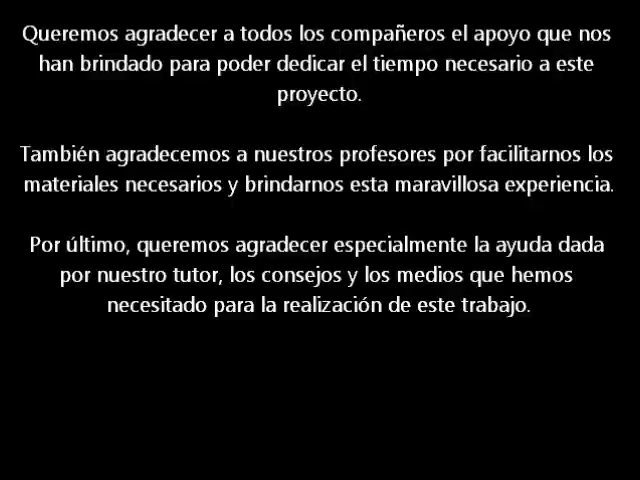 Queremos agradecer a todos los compañeros el apoyo que nos
han brindado para poder dedicar el tiempo necesario a este
proyecto.
También agradecemos a nuestros profesores por facilitarnos los
materiales necesarios y brindarnos esta maravillosa experiencia.
Por último, queremos agradecer especialmente la ayuda dada
por nuestro tutor, los consejos y los medios que hemos
necesitado para la realización de este trabajo.